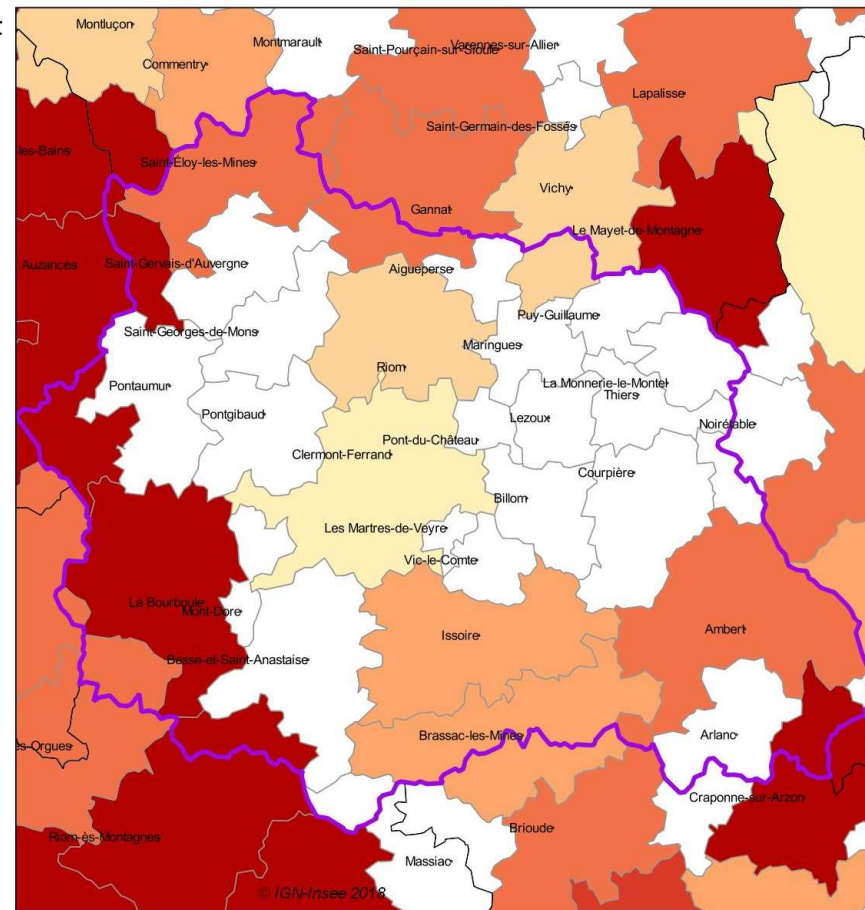 t
Montluçon
Montmarault
Saint-Pourçain-sur-Sioule
Varennes-sur-Allier
Commentry
Lapalisse
Saint-Germain-des-Fossés
les-Bains
Saint-Éloy-les-Mines
Vichy
Gannat
Le Mayet-de-Montagne
Auzances
Saint-Gervais-d'Auvergne
Aigueperse
Puy-Guillaume
Saint-Georges-de-Mons
Maringues
Riom
Pontaumur
La Monnerie-le-Montel
Thiers
Pontgibaud
Lezoux
Noirétable
Pont-du-Château
Clermont-Ferrand
Courpière
Billom
Les Martres-de-Veyre
Vic-le-Comte
La Bourboule
Mont-Dore
Issoire
Ambert
Besse-et-Saint-Anastaise
Brassac-les-Mines
Arlanc
es-Orgues
Craponne-sur-Arzon
Riom-ès-Montagnes
Brioude
Massiac
© IGN-Insee 2018